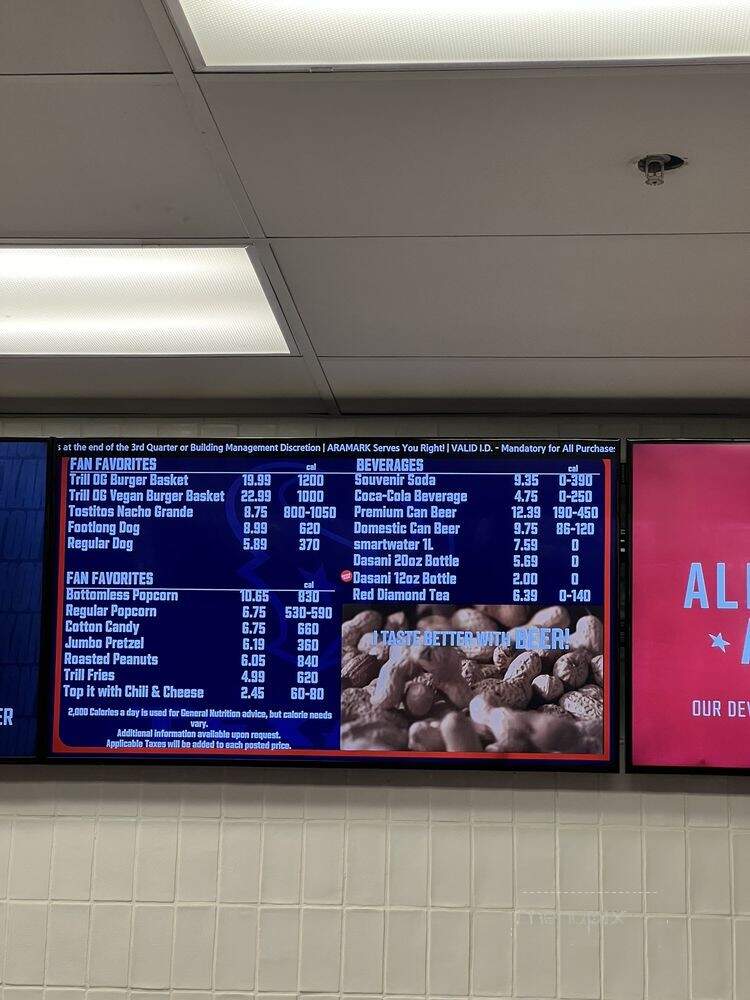 s at the end of the 3rd Quarter or Building Management Discretion | ARAMARK Serves You Right! | VALID I.D. - Mandatory for All Purchases
FAN FAVORITES cal
Trill OG Burger Basket 19.99 1200
Trill OG Vegan Burger Basket 22.99 1000
Tostitos Nacho Grande 8.75 800-1050
Footlong Dog 8.99 620
Regular Dog 5.89 370
FAN FAVORITES cal
Bottomless Popcorn 10.65 830
Regular Popcorn 6.75 530-590
Cotton Candy 6.75 660
Jumbo Pretzel 6.19 360
Roasted Peanuts 6.05 840
Trill Fries 4.99 620
Top it with Chili & Cheese 2.45 60-80
2,000 Calories a day is used for General Nutrition advice, but calorie needs
vary.
Additional information available upon request.
Applicable Taxes will be added to each posted price.
BEVERAGES cal
Souvenir Soda 9.35 0-390
Coca-Cola Beverage 4.75 0-250
Premium Can Beer 12.39 190-450
Domestic Can Beer 9.75 86-120
smartwater 1L 7.59 0
Dasani 20oz Bottle 5.69 0
Dasani 12oz Bottle 2.00 0
Red Diamond Tea 6.39 0-140
I TASTE BETTER WITH BEER!
ER
AL
A
OUR DE
menupix